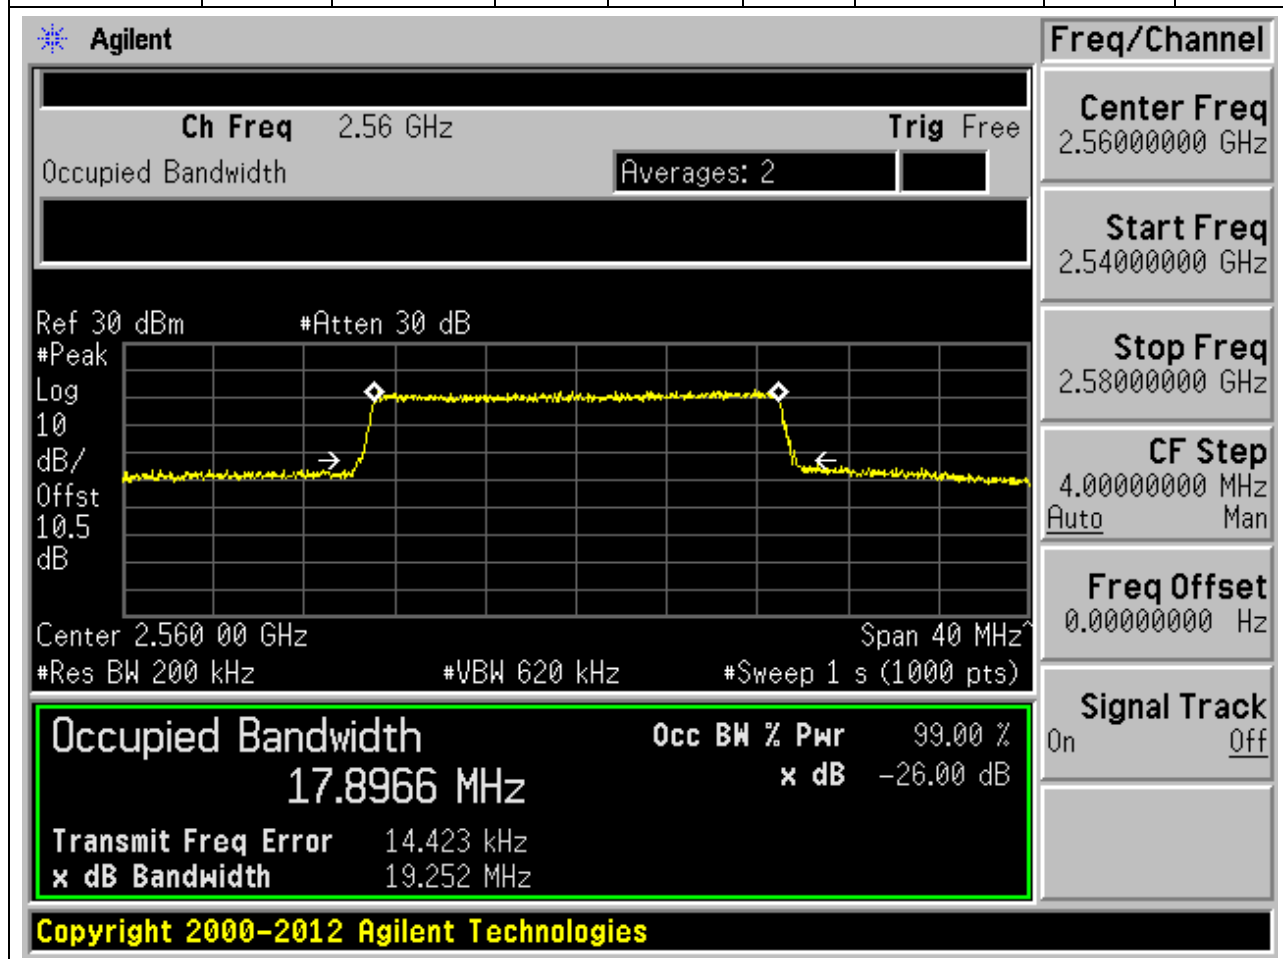 Agilent
Freq/Channel
Ch Freq 2.56 GHz Trig Free
Occupied Bandwidth Averages: 2
Center Freq
2.56000000 GHz
Start Freq
2.54000000 GHz
Stop Freq
2.58000000 GHz
CF Step
4.00000000 MHz
Auto Man
Freq Offset
0.00000000 Hz
Signal Track
On Off
Ref 30 dBm #Atten 30 dB
#Peak
Log
10
dB/
Offst
10.5
dB
Center 2.560 00 GHz Span 40 MHz^
#Res BW 200 kHz #VBW 620 kHz #Sweep 1 s (1000 pts)
Occupied Bandwidth Occ BW % Pwr 99.00 %
17.8966 MHz x dB -26.00 dB
Transmit Freq Error 14.423 kHz
x dB Bandwidth 19.252 MHz
Copyright 2000-2012 Agilent Technologies